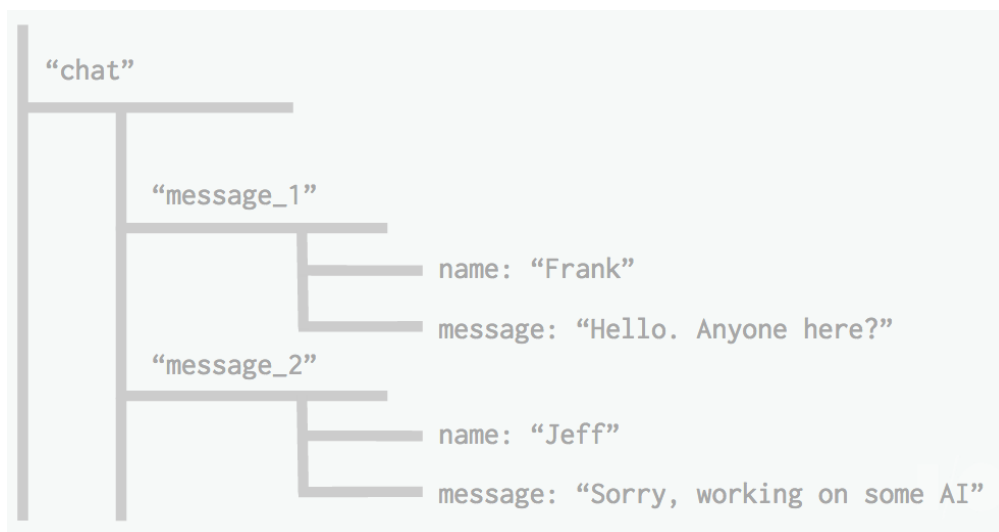 “chat”
“message_1”
name: “Frank”
message: “Hello. Anyone here?”
“message_2”
name: “Jeff”
message: “Sorry, working on some AI”